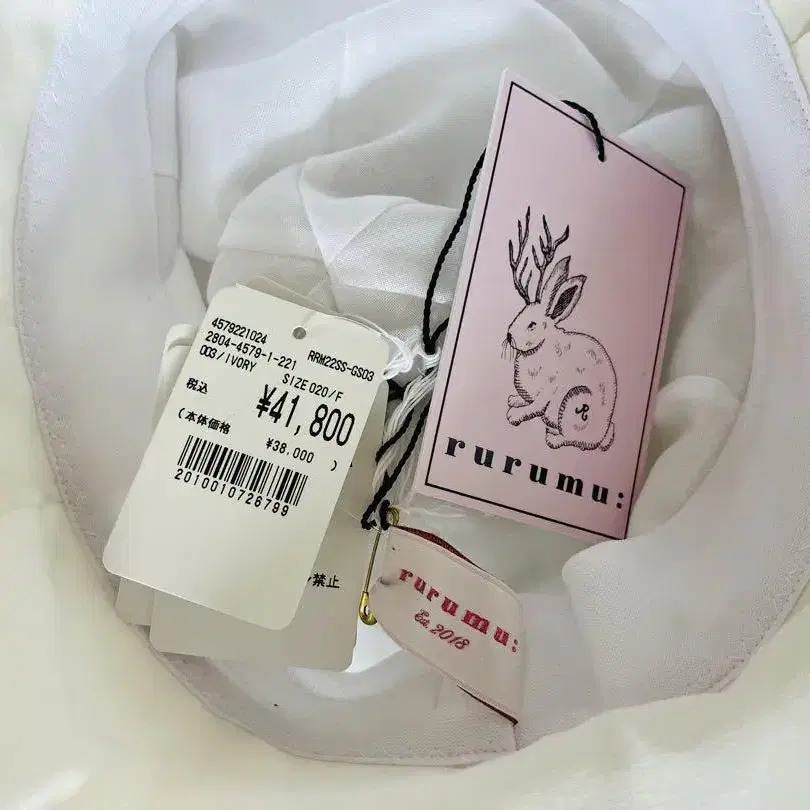 4579221024
2804-4579-1-221 RRM22SS-GS03
003/IVORY SIZE 020/F
税込 ¥41,800
(本体価格 ¥38,000 )
2010010726799
禁止
rurumu:
R
rurumu:
Est. 2018